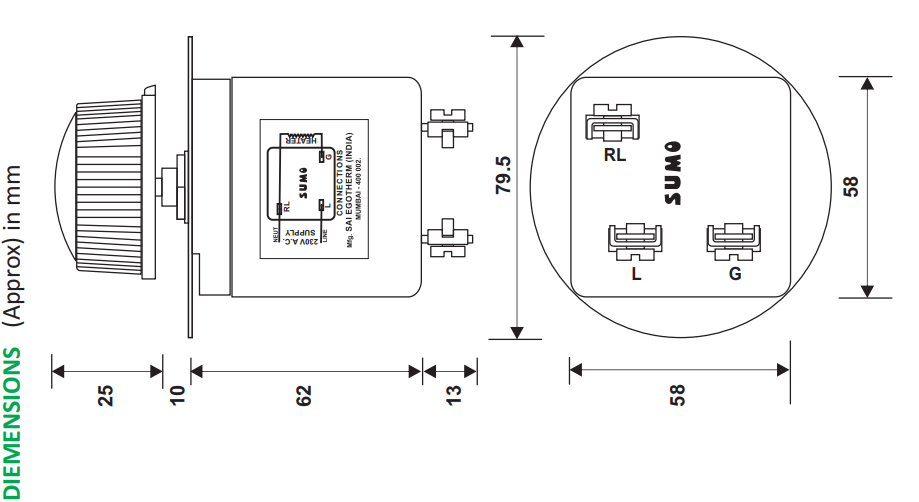 DIEMENSIONS (Approx) in mm
HEATER
G
SUMO
RL
L
NEUT
LINE
230V A.C.
SUPPLY
CONNECTIONS
Mfg. SAI EGOTHERM (INDIA)
MUMBAI - 400 002.
25
10
62
13
79.5
RL
SUMO
L
G
58
58